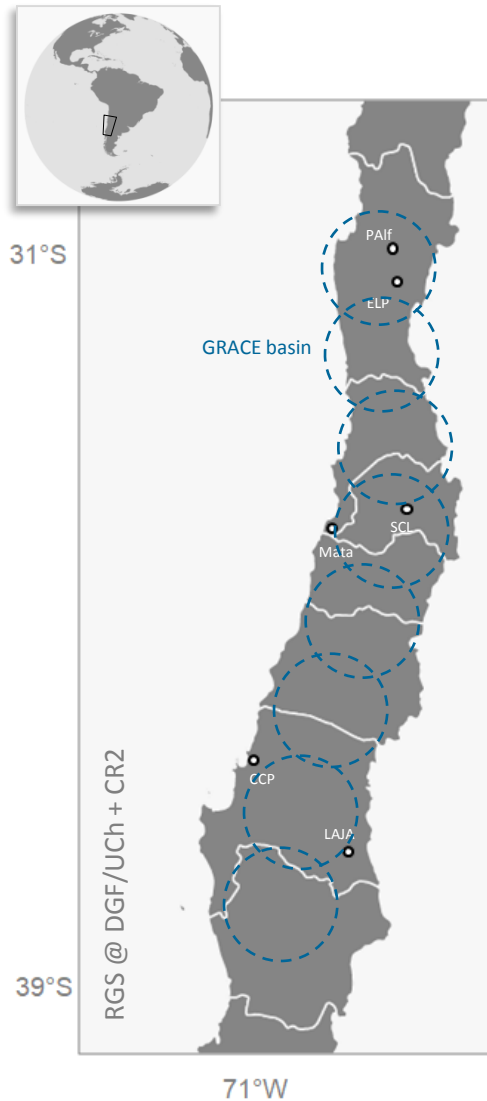 31°S
PAlf
ELP
GRACE basin
SCL
Mata
CCP
LAJA
RGS @ DGF/UCh + CR2
39°S
71°W